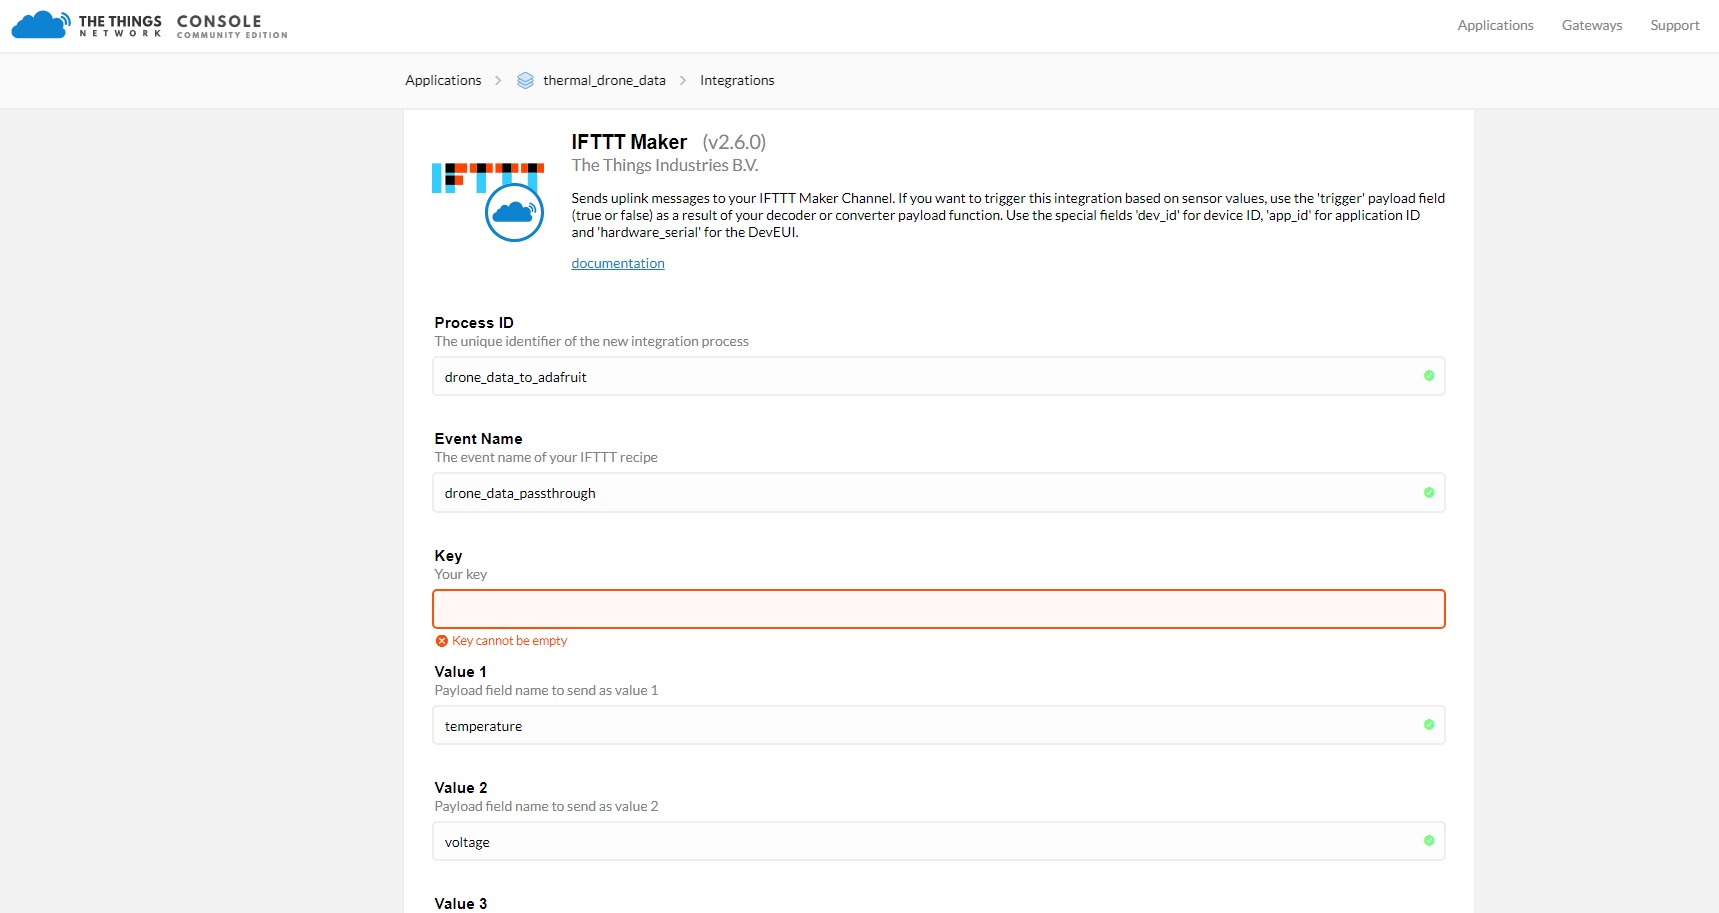 THE THINGS
NETWORK
CONSOLE
COMMUNITY EDITION
Applications
Gateways
Support
Applications
thermal_drone_data
Integrations
IFTTT
IFTTT Maker (v2.6.0)
The Things Industries B.V.
Sends uplink messages to your IFTTT Maker Channel. If you want to trigger this integration based on sensor values, use the 'trigger' payload field
(true or false) as a result of your decoder or converter payload function. Use the special fields 'dev_id' for device ID, 'app_id' for application ID
and 'hardware_serial' for the DevEUI.
documentation
Process ID
The unique identifier of the new integration process
drone_data_to_adafruit
Event Name
The event name of your IFTTT recipe
drone_data_passthrough
Key
Your key
Key cannot be empty
Value 1
Payload field name to send as value 1
temperature
Value 2
Payload field name to send as value 2
voltage
Value 3